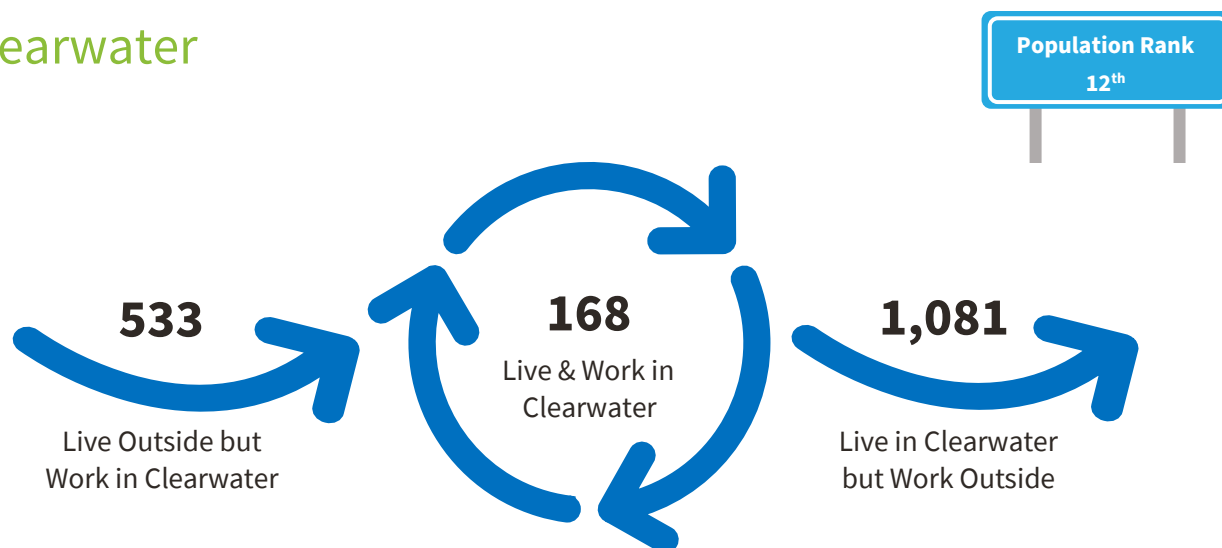 earwater
Population Rank
12th
533
Live Outside but
Work in Clearwater
168
Live & Work in
Clearwater
1,081
Live in Clearwater
but Work Outside